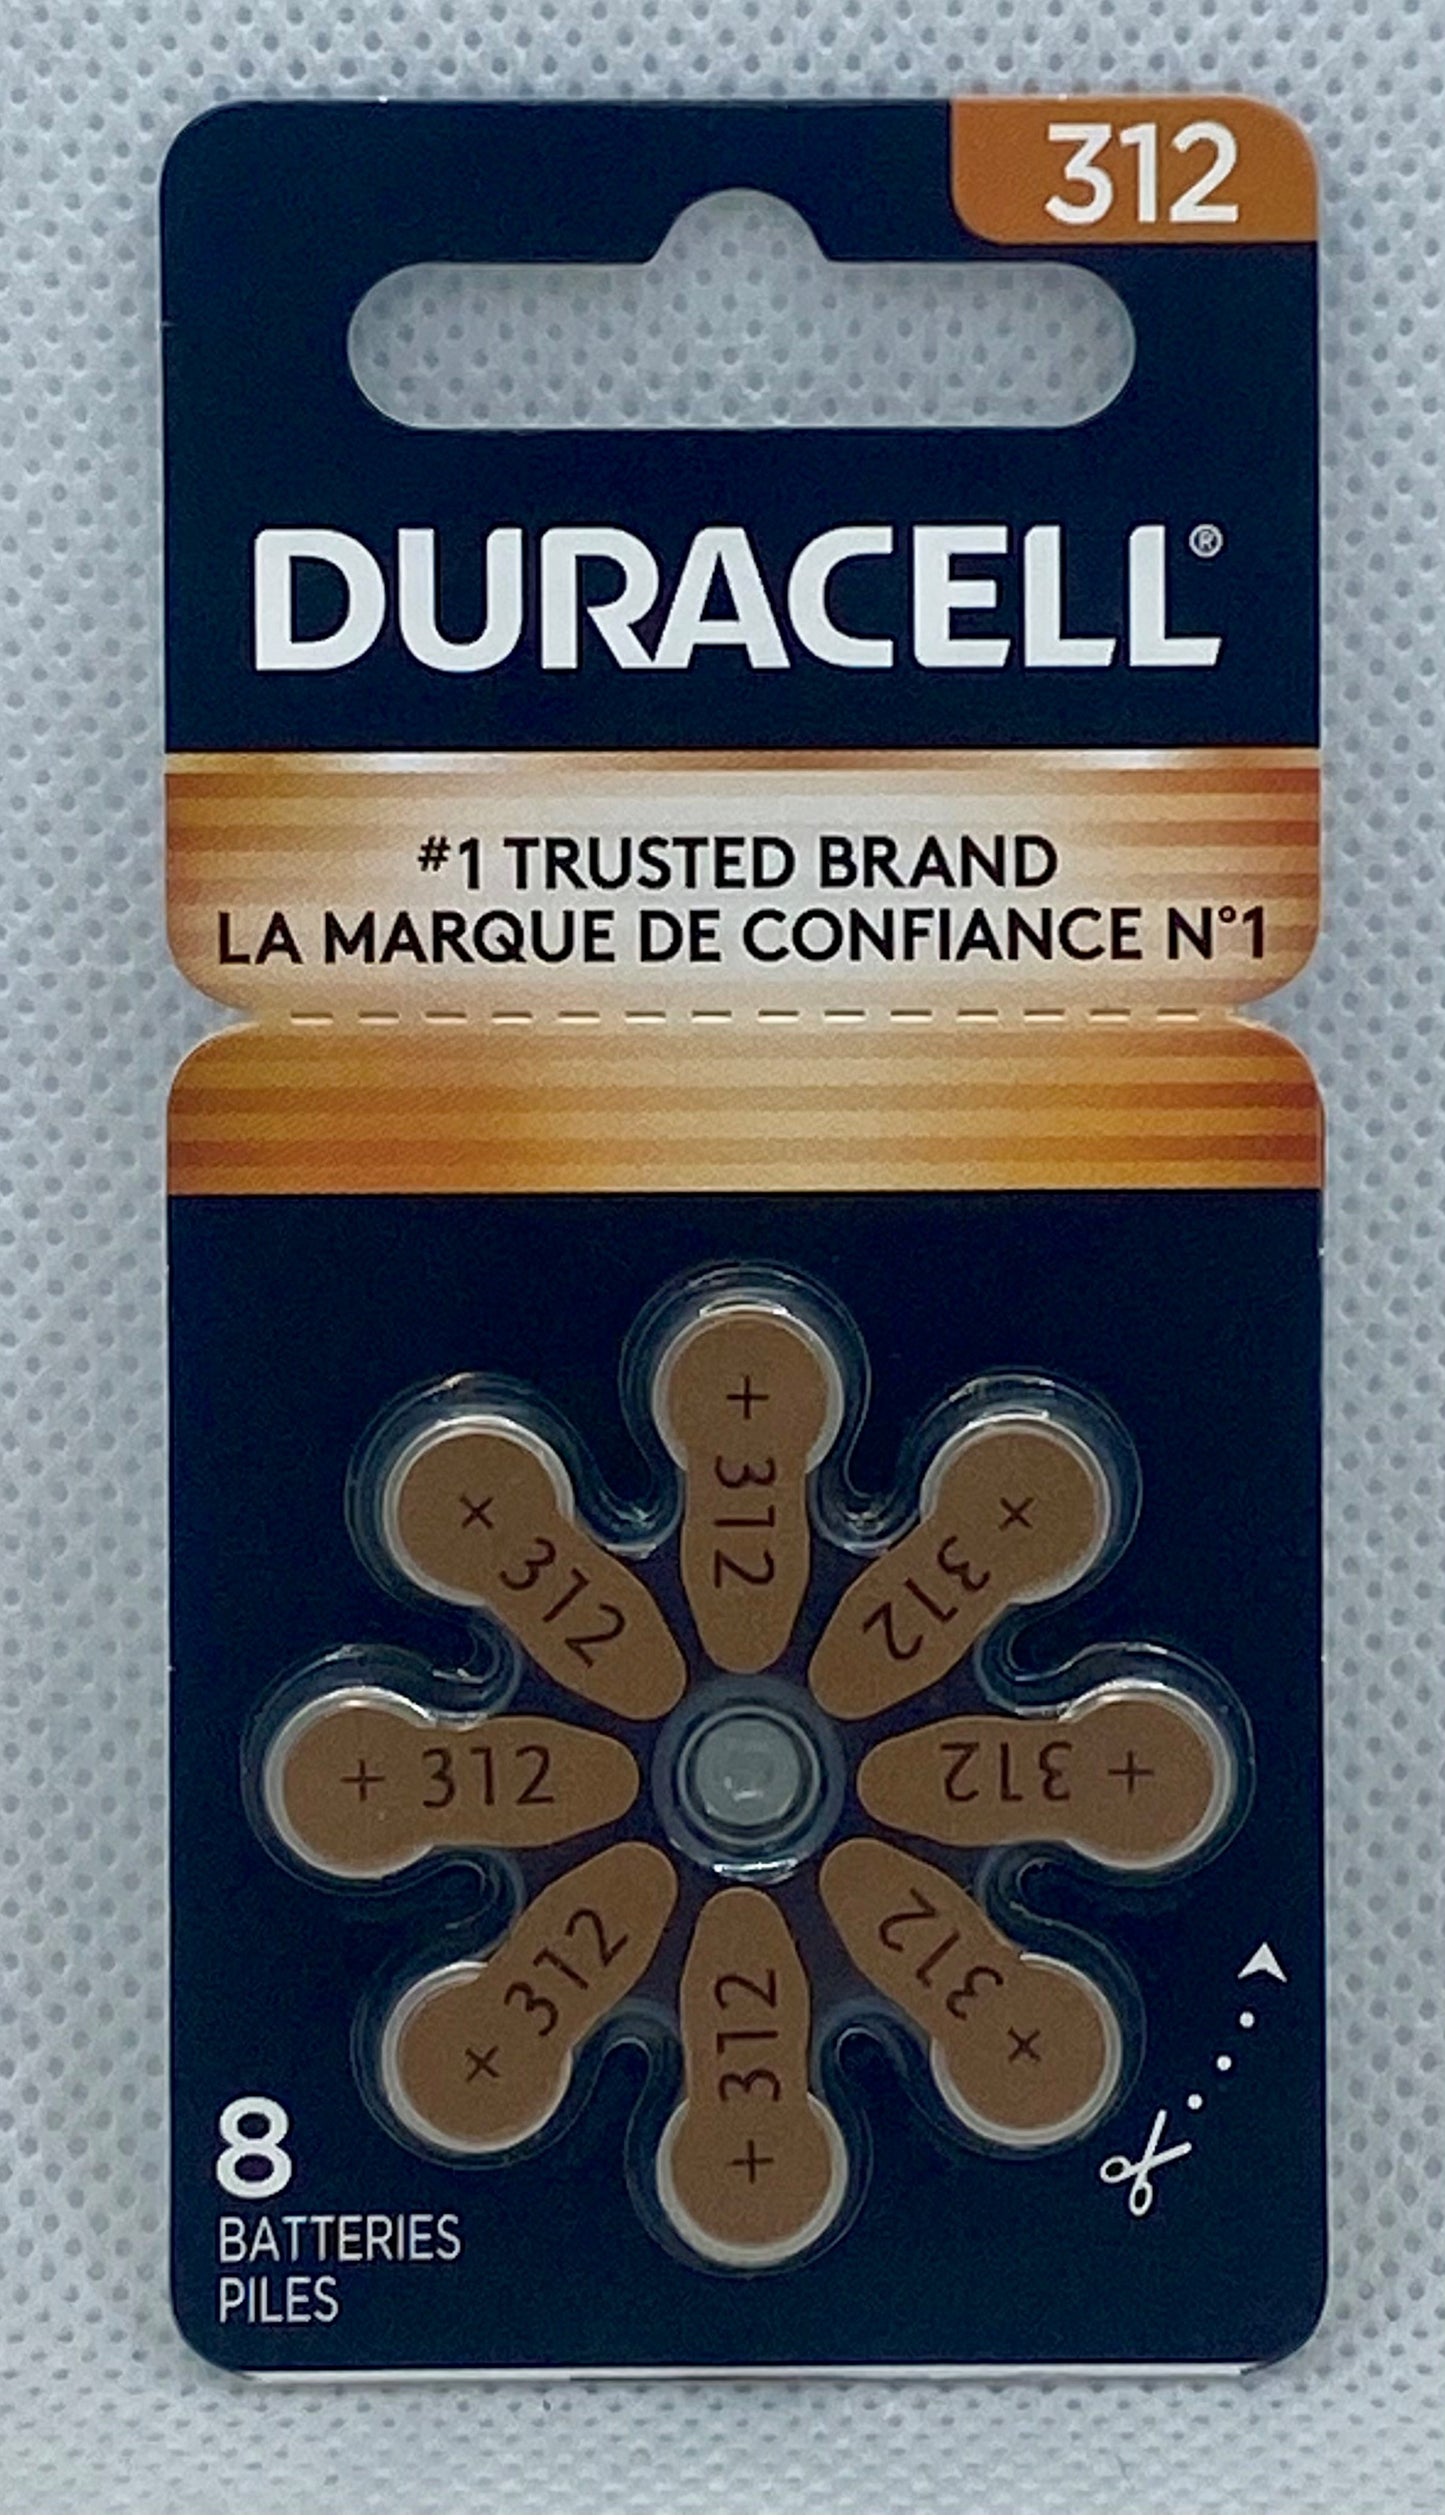 312
DURACELL®
#1 TRUSTED BRAND
LA MARQUE DE CONFIANCE N°1
+ 312
+ 312
+ 312
+ 312
+ 312
+ 312
+ 312
+ 312
8
BATTERIES
PILES